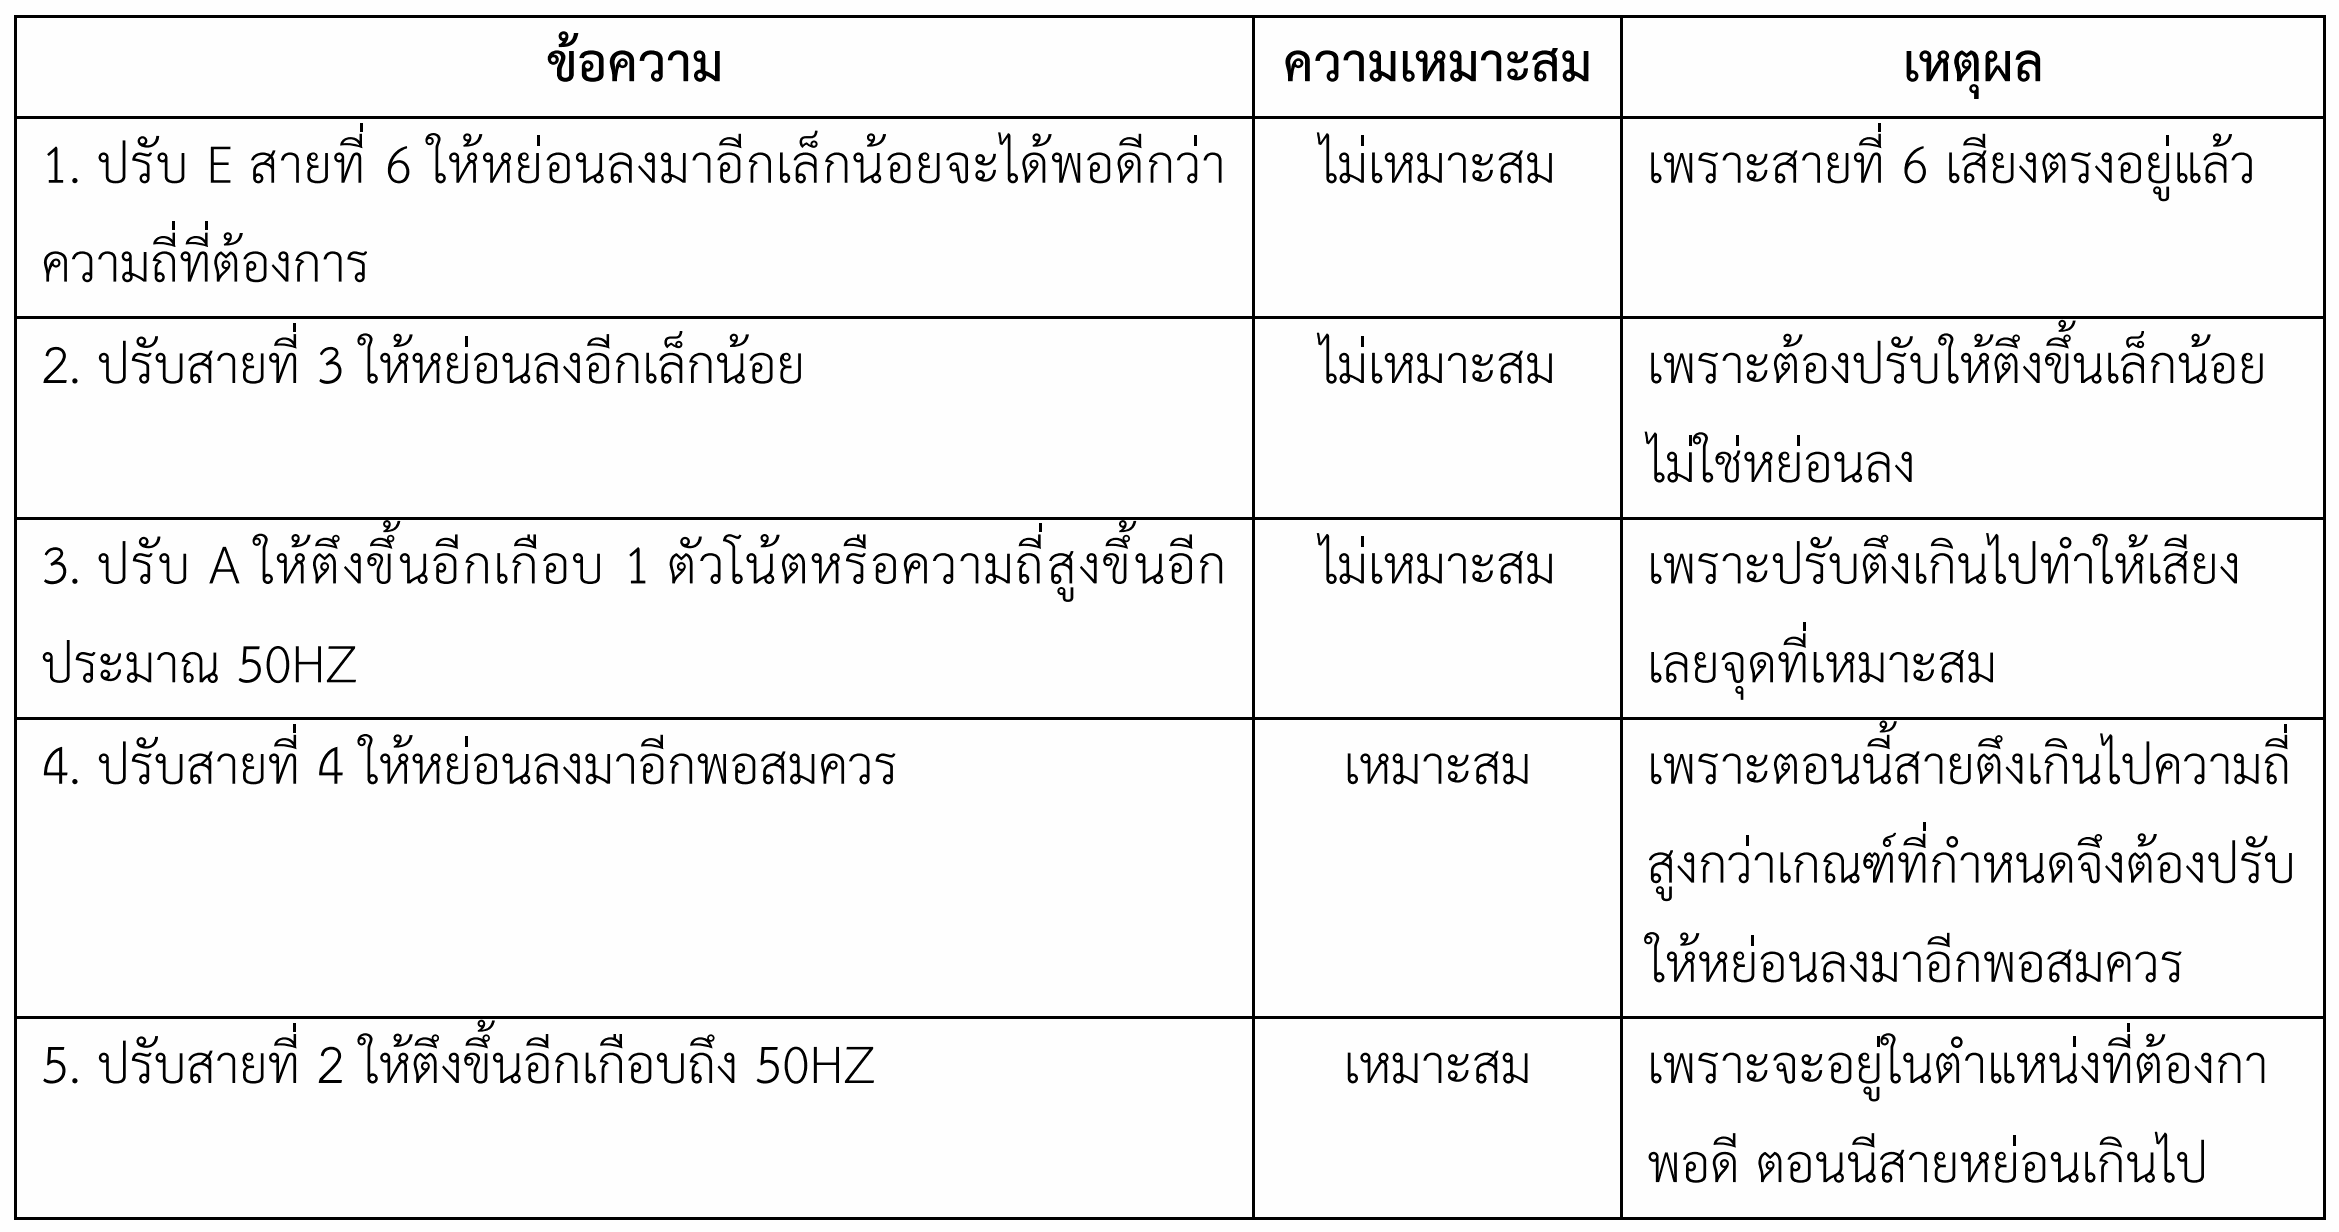 ข้อความ ความเหมาะสม เหตุผล
1. ปรับ E สายที่ 6 ให้หย่อนลงมาอีกเล็กน้อยจะได้พอดีกว่า ไม่เหมาะสม เพราะสายที่ 6 เสียงตรงอยู่แล้ว
ความถี่ที่ต้องการ
2. ปรับสายที่ 3 ให้หย่อนลงอีกเล็กน้อย ไม่เหมาะสม เพราะต้องปรับให้ตึงขึ้นเล็กน้อย
ไม่ใช่หย่อนลง
3. ปรับ A ให้ตึงขึ้นอีกเกือบ 1 ตัวโน้ตหรือความถี่สูงขึ้นอีก ไม่เหมาะสม เพราะปรับตึงเกินไปทำให้เสียง
ประมาณ 50HZ เลยจุดที่เหมาะสม
4. ปรับสายที่ 4 ให้หย่อนลงมาอีกพอสมควร เหมาะสม เพราะตอนนี้สายตึงเกินไปความถี่
สูงกว่าเกณฑ์ที่กำหนดจึงต้องปรับ
ให้หย่อนลงมาอีกพอสมควร
5. ปรับสายที่ 2 ให้ตึงขึ้นอีกเกือบถึง 50HZ เหมาะสม เพราะจะอยู่ในตำแหน่งที่ต้องกา
พอดี ตอนนีสายหย่อนเกินไป